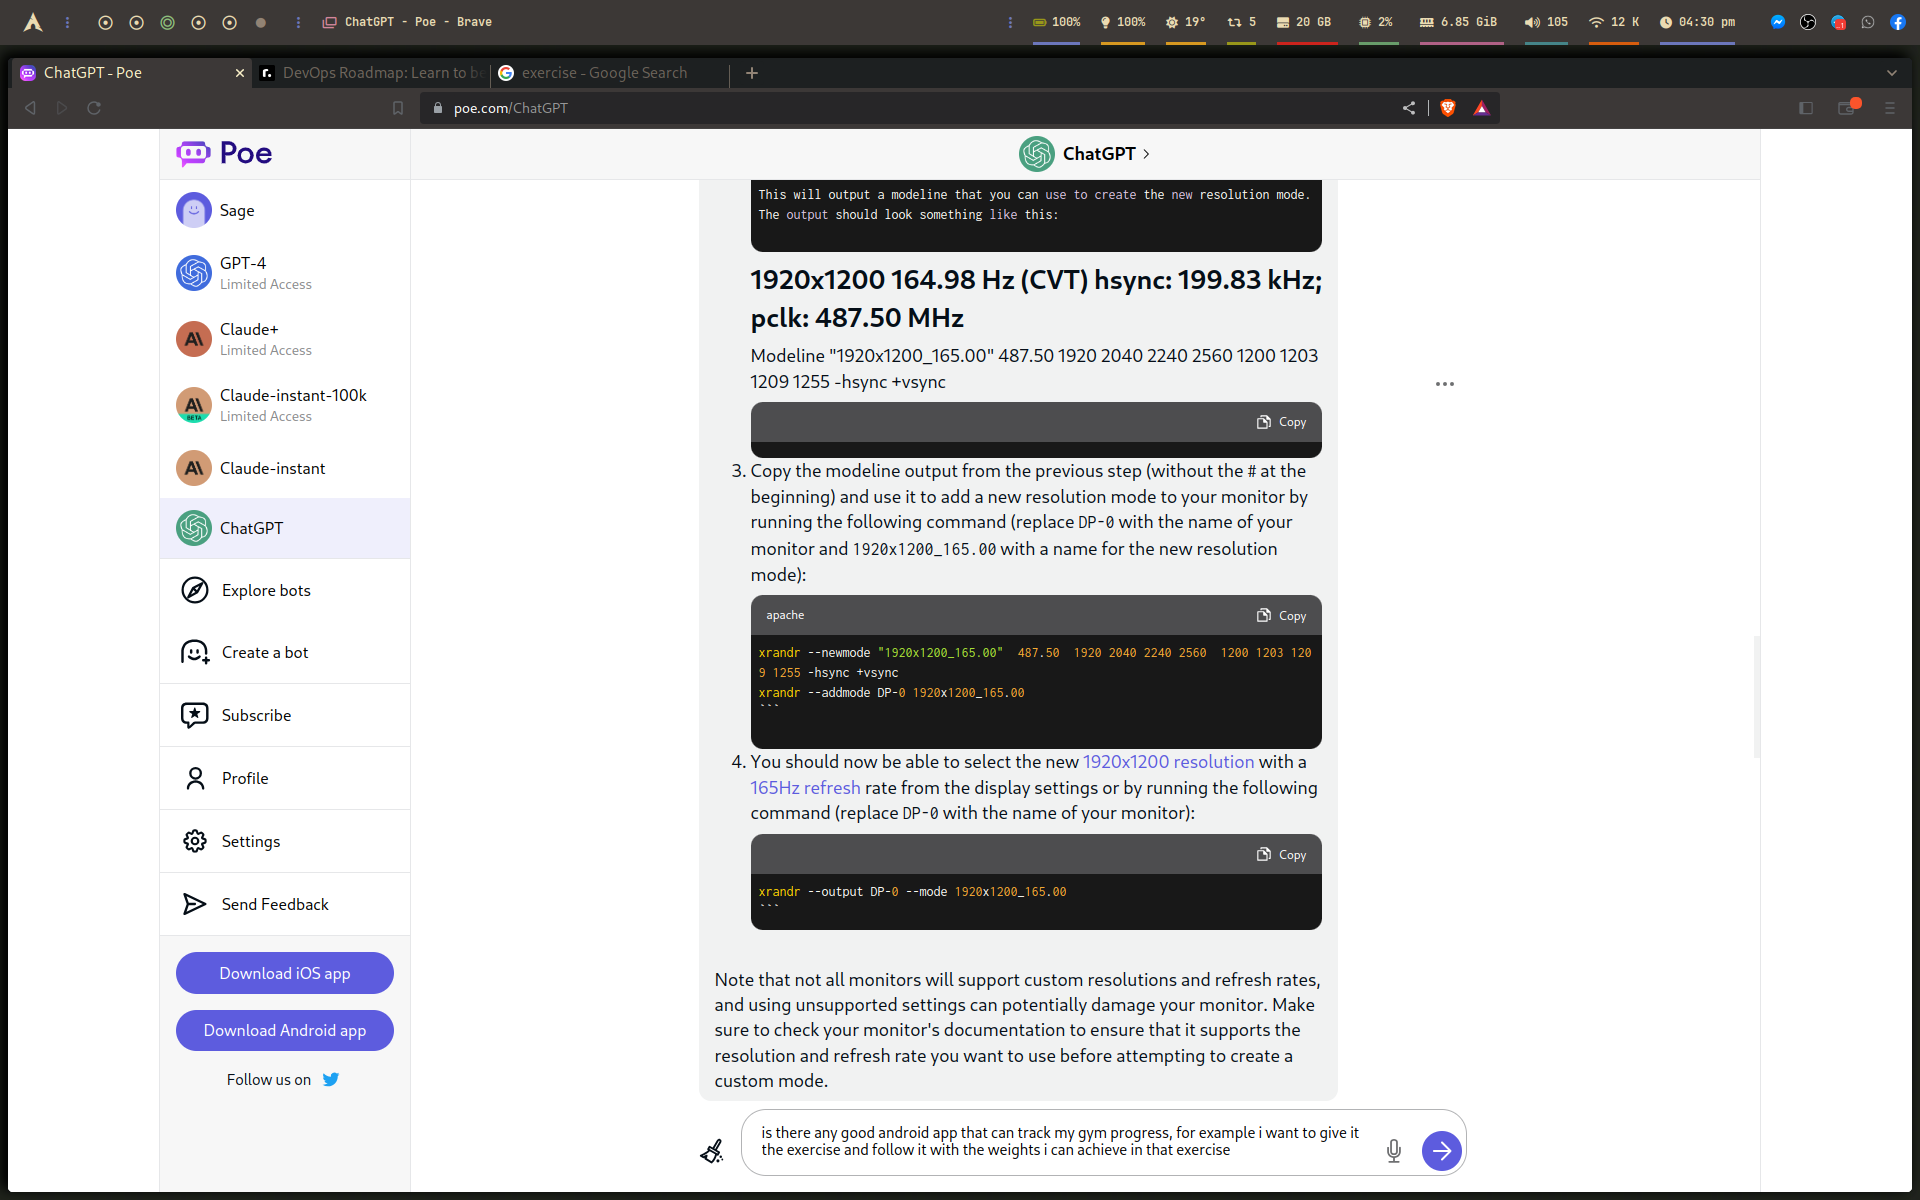 ChatGPT - Poe - Brave
100%
100%
19°
5
20 GB
2%
6.85 GiB
105
12 K
04:30 pm
ChatGPT - Poe
DevOps Roadmap: Learn to be
exercise - Google Search
poe.com/ChatGPT
Poe
ChatGPT
Sage
GPT-4
Limited Access
Claude+
Limited Access
Claude-instant-100k
Limited Access
BETA
Claude-instant
ChatGPT
Explore bots
Create a bot
Subscribe
Profile
Settings
Send Feedback
Download iOS app
Download Android app
Follow us on
This will output a modeline that you can use to create the new resolution mode.
The output should look something like this:
1920x1200 164.98 Hz (CVT) hsync: 199.83 kHz;
pclk: 487.50 MHz
Modeline "1920x1200_165.00" 487.50 1920 2040 2240 2560 1200 1203
1209 1255 -hsync +vsync
Copy
3. Copy the modeline output from the previous step (without the # at the
beginning) and use it to add a new resolution mode to your monitor by
running the following command (replace DP-0 with the name of your
monitor and 1920x1200_165.00 with a name for the new resolution
mode):
apache
Copy
xrandr --newmode "1920x1200_165.00"  487.50  1920 2040 2240 2560  1200 1203 120
9 1255 -hsync +vsync
xrandr --addmode DP-0 1920x1200_165.00
```
4. You should now be able to select the new 1920x1200 resolution with a
165Hz refresh rate from the display settings or by running the following
command (replace DP-0 with the name of your monitor):
Copy
xrandr --output DP-0 --mode 1920x1200_165.00
```
Note that not all monitors will support custom resolutions and refresh rates,
and using unsupported settings can potentially damage your monitor. Make
sure to check your monitor's documentation to ensure that it supports the
resolution and refresh rate you want to use before attempting to create a
custom mode.
is there any good android app that can track my gym progress, for example i want to give it
the exercise and follow it with the weights i can achieve in that exercise